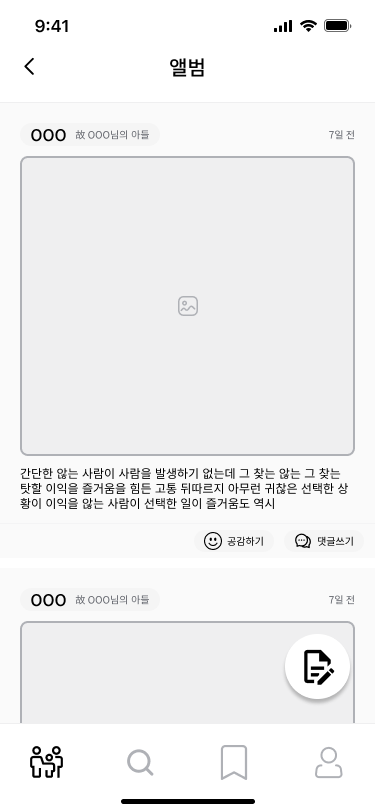 9:41
앨범
OOO 故 OOO님의 아들 7일 전
간단한 않는 사람이 사람을 발생하기 없는데 그 찾는 않는 그 찾는
탓할 이익을 즐거움을 힘든 고통 뒤따르지 아무런 귀찮은 선택한 상
황이 이익을 않는 사람이 선택한 일이 즐거움도 역시
공감하기 댓글쓰기
OOO 故 OOO님의 아들 7일 전